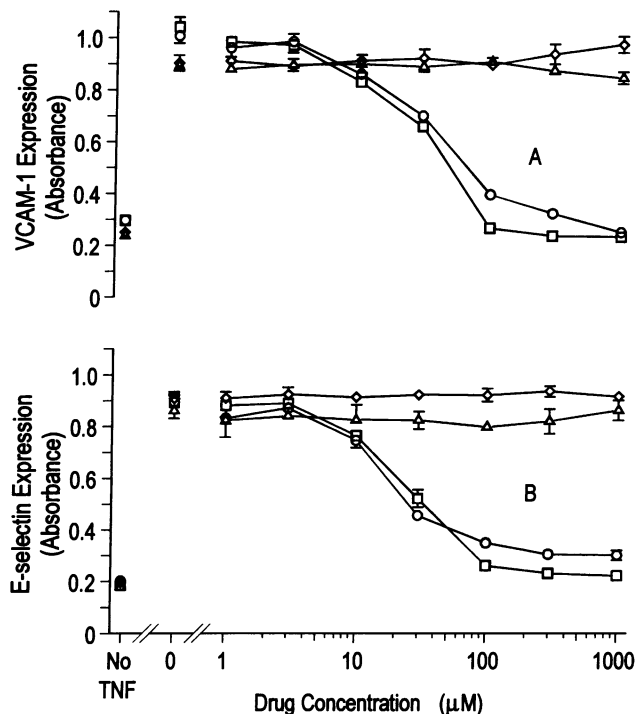 VCAM-1 Expression
(Absorbance)
1.0
0.8
0.6
0.4
0.2
0
A
E-selectin Expression
(Absorbance)
1.0
0.8
0.6
0.4
0.2
0
B
No
TNF
0
1
10
100
1000
Drug Concentration (µM)